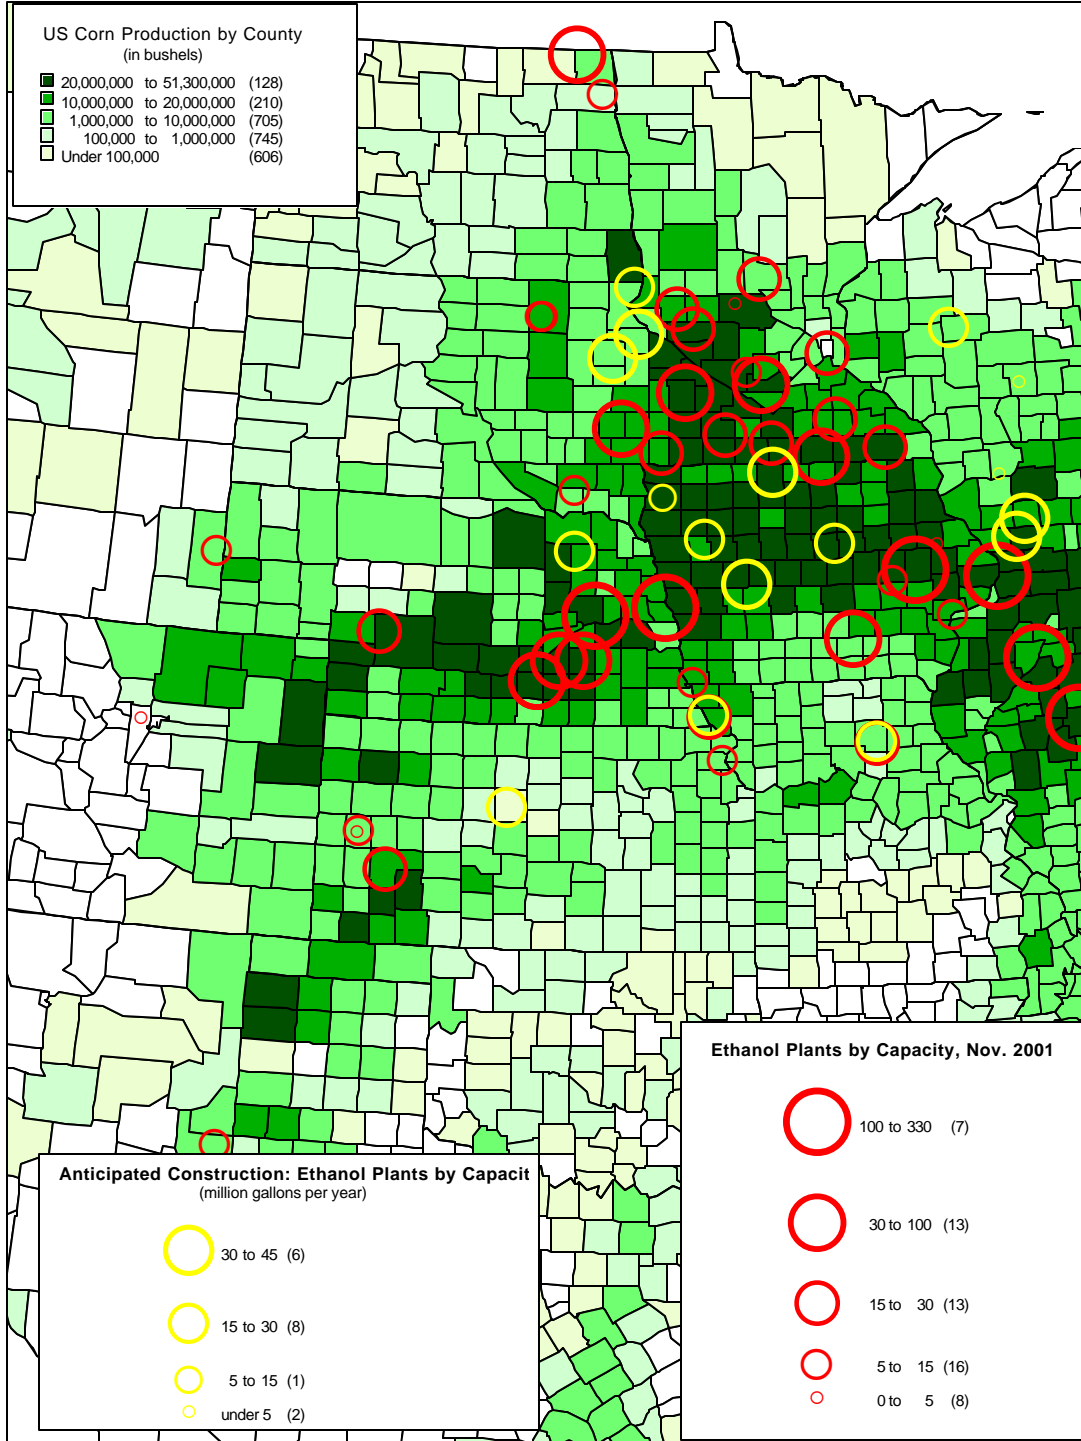 US Corn Production by County
(in bushels)
20,000,000 to 51,300,000 (128)
10,000,000 to 20,000,000 (210)
1,000,000 to 10,000,000 (705)
100,000 to 1,000,000 (745)
Under 100,000 (606)
Ethanol Plants by Capacity, Nov. 2001
100 to 330 (7)
30 to 100 (13)
15 to 30 (13)
5 to 15 (16)
0 to 5 (8)
Anticipated Construction: Ethanol Plants by Capacit
(million gallons per year)
30 to 45 (6)
15 to 30 (8)
5 to 15 (1)
under 5 (2)